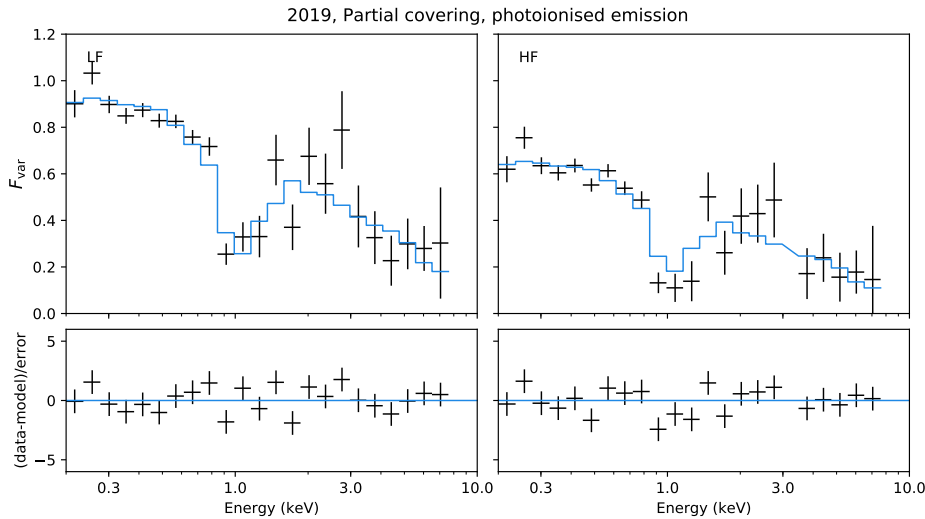 2019, Partial covering, photoionised emission
LF
HF
F_var
1.2
1.0
0.8
0.6
0.4
0.2
0.0
(data-model)/error
5
0
−5
0.3 1.0 3.0 10.0
0.3 1.0 3.0 10.0
Energy (keV)
Energy (keV)